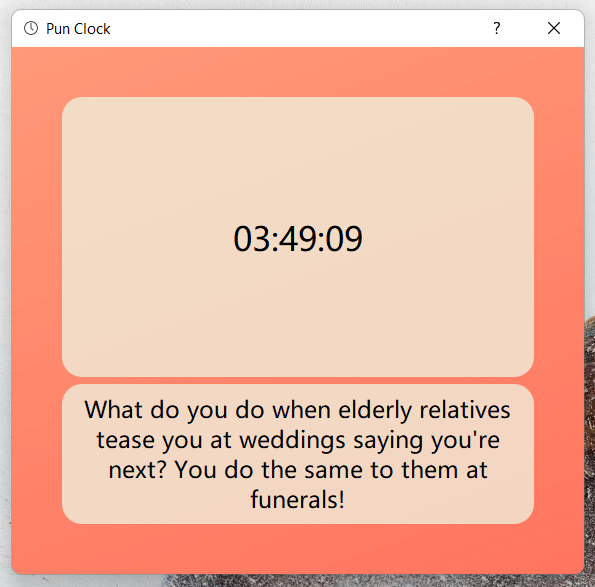 Pun Clock
?
03:49:09
What do you do when elderly relatives
tease you at weddings saying you're
next? You do the same to them at
funerals!